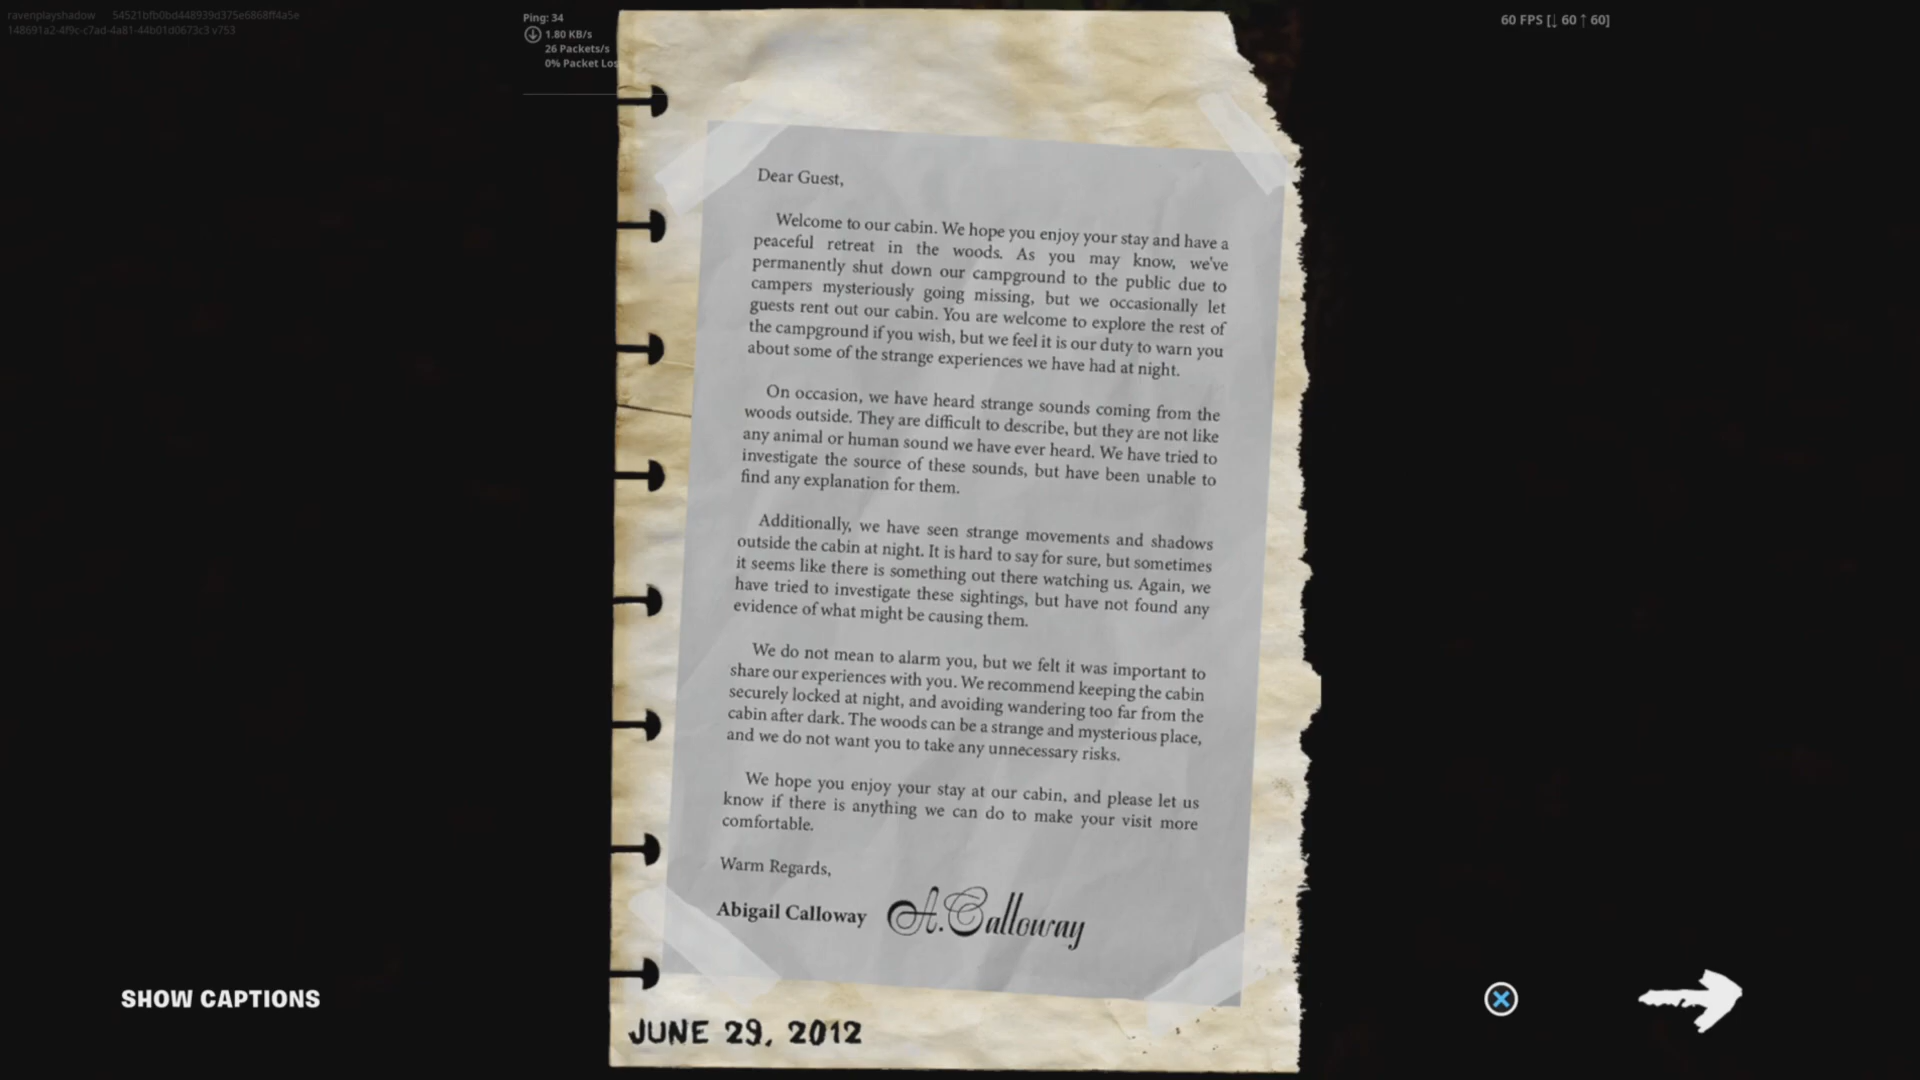 ravenplayshadow 54521bfb0bd448939d375e6868ff4a5e
148691a2-4f9c-c7ad-4a81-44b01d0673c3 v753
Ping: 34
1.80 KB/s
26 Packets/s
0% Packet Los
60 FPS [↓ 60 ↑ 60]
Dear Guest,
Welcome to our cabin. We hope you enjoy your stay and have a
peaceful retreat in the woods. As you may know, we've
permanently shut down our campground to the public due to
campers mysteriously going missing, but we occasionally let
guests rent out our cabin. You are welcome to explore the rest of
the campground if you wish, but we feel it is our duty to warn you
about some of the strange experiences we have had at night.
On occasion, we have heard strange sounds coming from the
woods outside. They are difficult to describe, but they are not like
any animal or human sound we have ever heard. We have tried to
investigate the source of these sounds, but have been unable to
find any explanation for them.
Additionally, we have seen strange movements and shadows
outside the cabin at night. It is hard to say for sure, but sometimes
it seems like there is something out there watching us. Again, we
have tried to investigate these sightings, but have not found any
evidence of what might be causing them.
We do not mean to alarm you, but we felt it was important to
share our experiences with you. We recommend keeping the cabin
securely locked at night, and avoiding wandering too far from the
cabin after dark. The woods can be a strange and mysterious place,
and we do not want you to take any unnecessary risks.
We hope you enjoy your stay at our cabin, and please let us
know if there is anything we can do to make your visit more
comfortable.
Warm Regards,
Abigail Calloway A.Calloway
JUNE 29, 2012
SHOW CAPTIONS